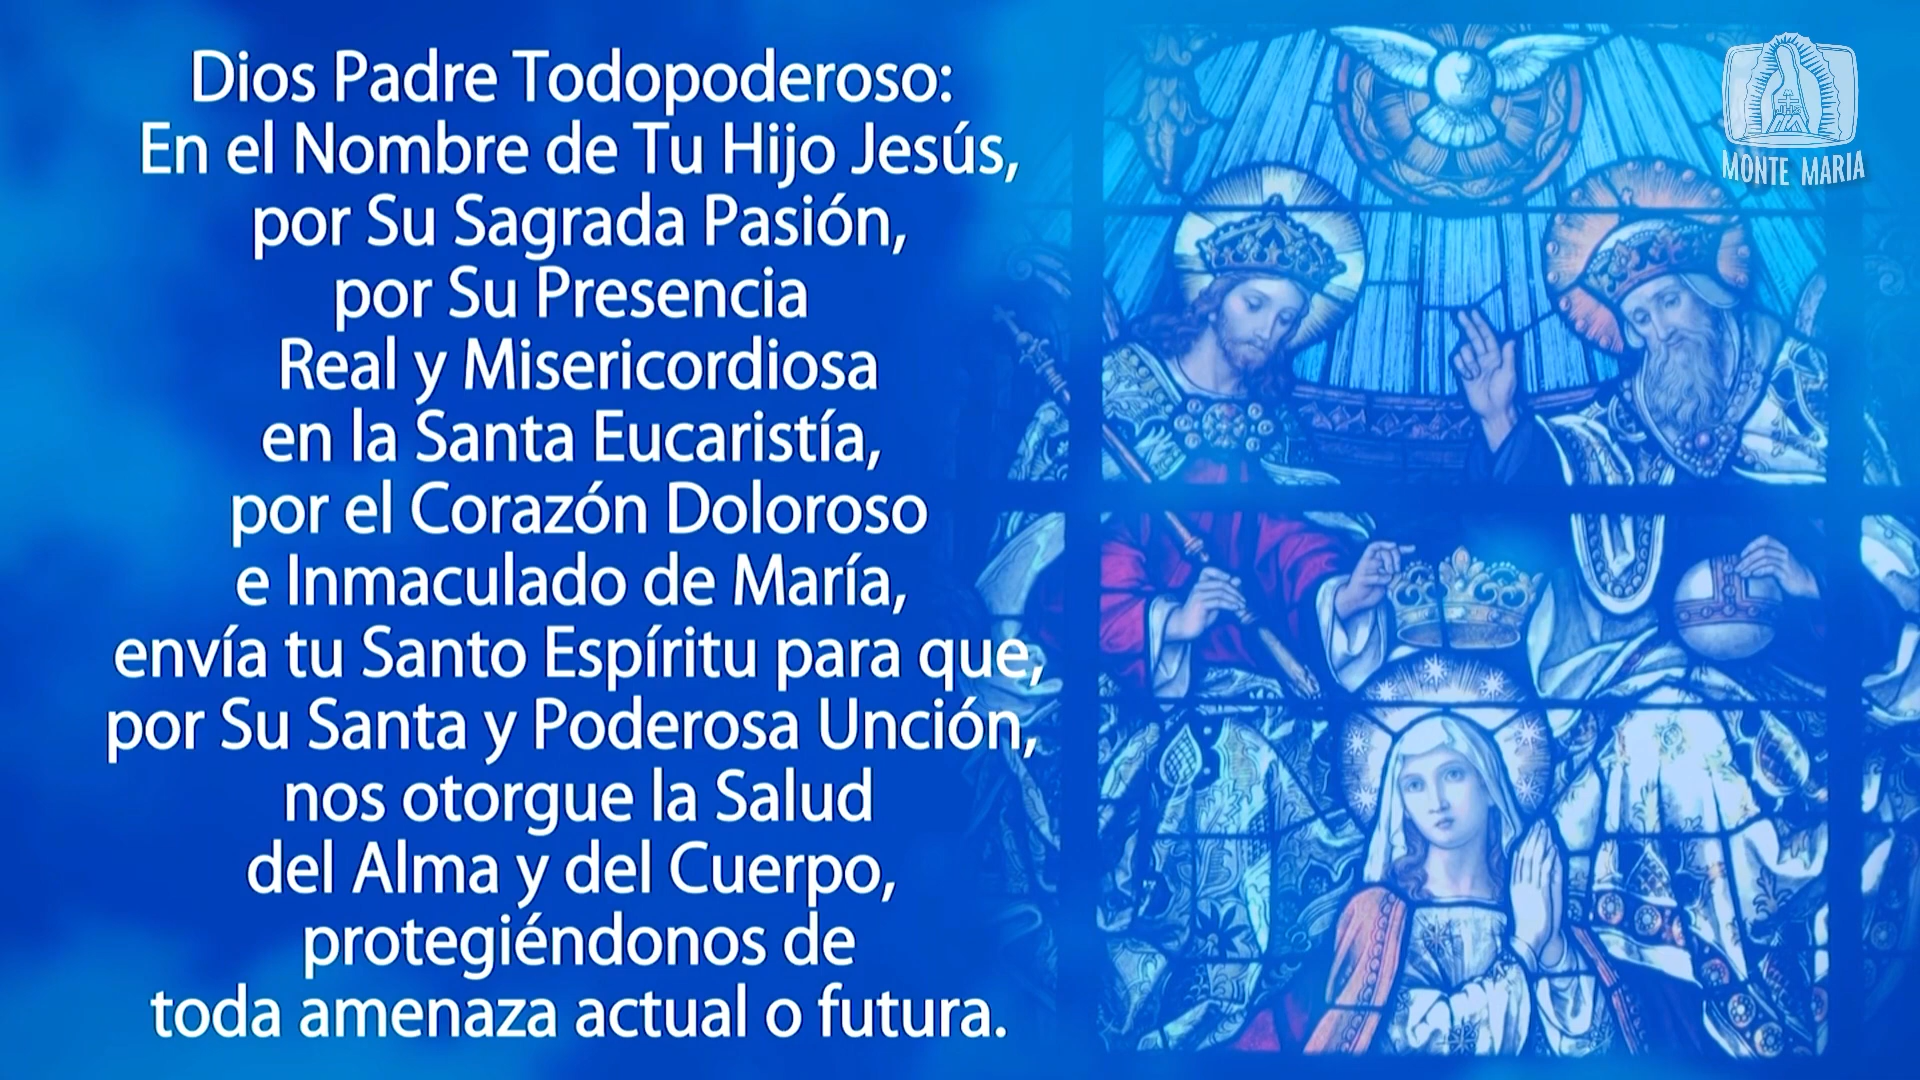 Dios Padre Todopoderoso:
En el Nombre de Tu Hijo Jesús,
por Su Sagrada Pasión,
por Su Presencia
Real y Misericordiosa
en la Santa Eucaristía,
por el Corazón Doloroso
e Inmaculado de María,
envía tu Santo Espíritu para que,
por Su Santa y Poderosa Unción,
nos otorgue la Salud
del Alma y del Cuerpo,
protegiéndonos de
toda amenaza actual o futura.
MONTE MARIA